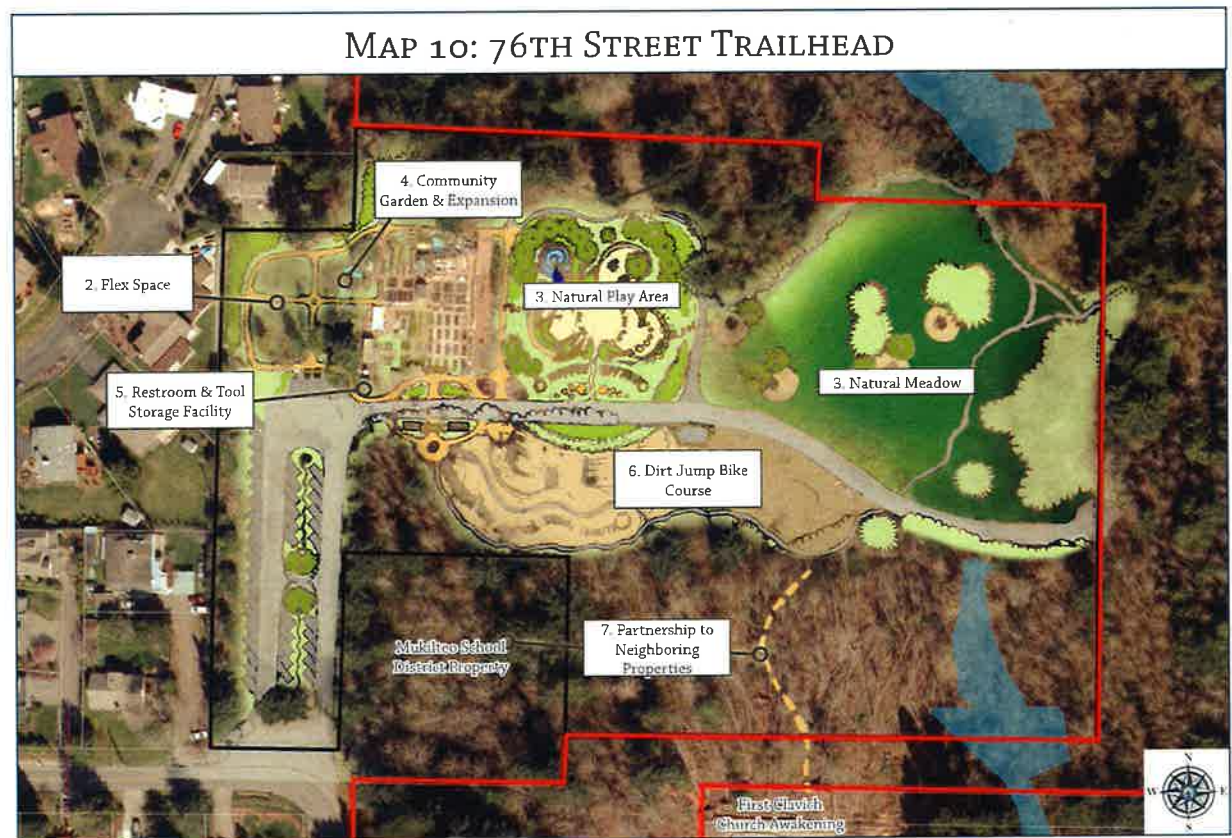 MAP 10: 76TH STREET TRAILHEAD
4. Community
Garden & Expansion
2. Flex Space
3. Natural Play Area
5. Restroom & Tool
Storage Facility
3. Natural Meadow
6. Dirt Jump Bike
Course
7. Partnership to
Neighboring
Properties
Mukilteo School
District Property
First Slavich
Church Awakening
N
W
E
S